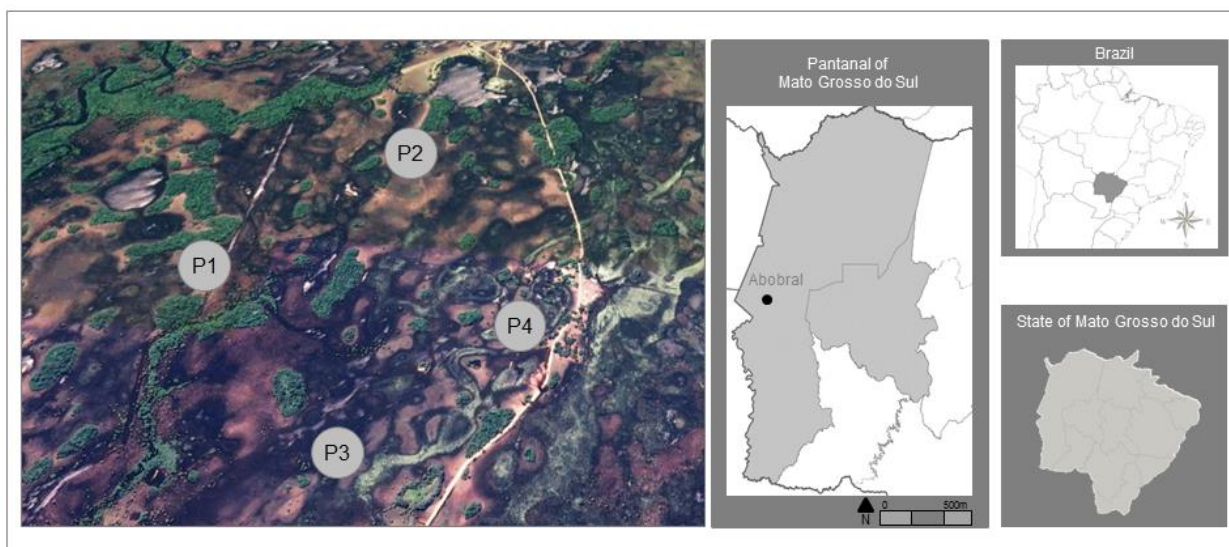 P1
P2
P3
P4
Pantanal of
Mato Grosso do Sul
Abobral
N
0
500m
Brazil
N
E
S
State of Mato Grosso do Sul